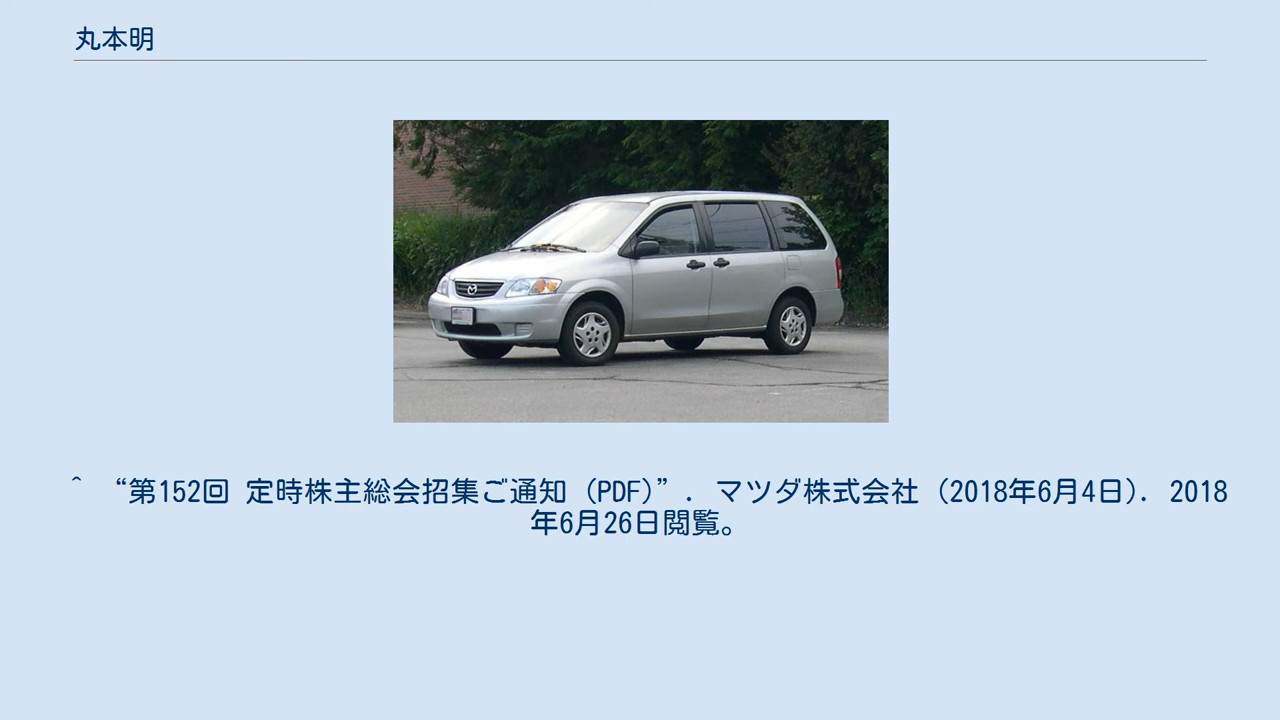 丸本明
^ “第152回 定時株主総会招集ご通知 (PDF)”. マツダ株式会社 (2018年6月4日). 2018
年6月26日閲覧。